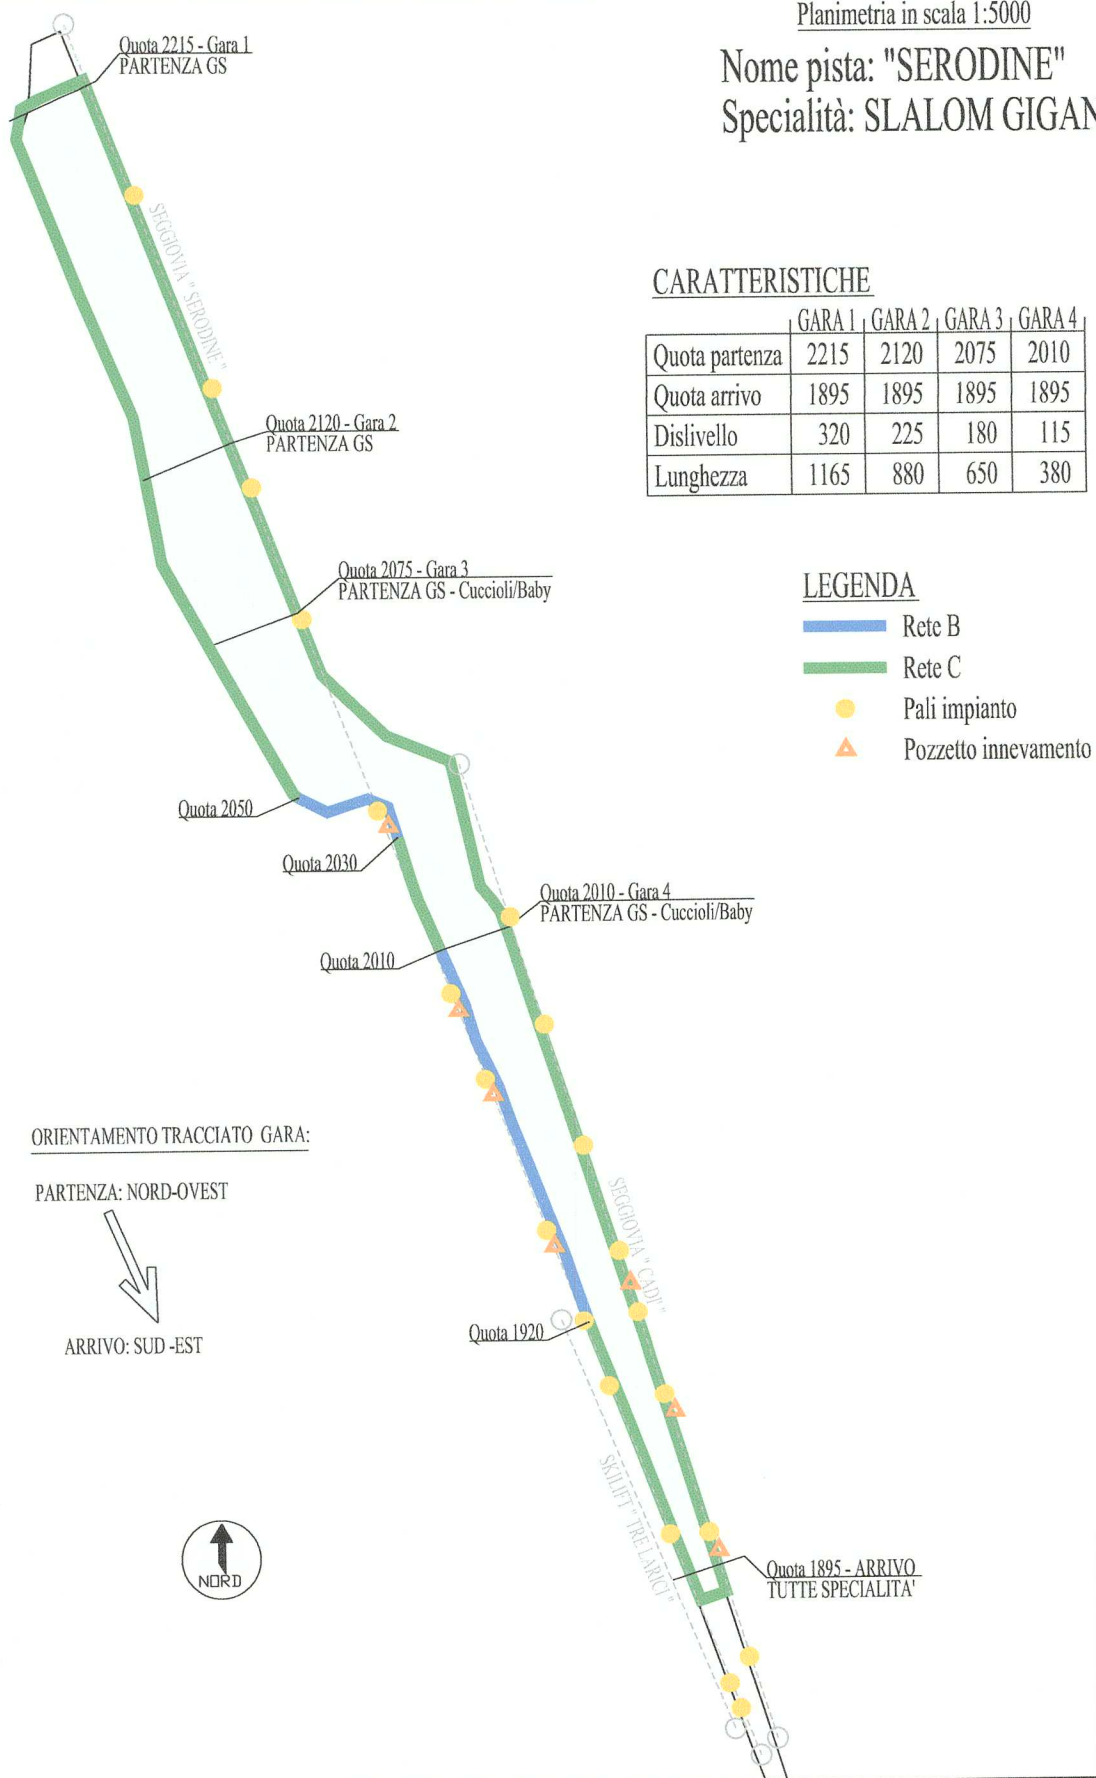 Planimetria in scala 1:5000
Nome pista: "SERODINE"
Specialità: SLALOM GIGAN
Quota 2215 - Gara 1
PARTENZA GS
SEGGIOVIA " SERODINE "
CARATTERISTICHE
GARA 1 GARA 2 GARA 3 GARA 4
Quota partenza 2215 2120 2075 2010
Quota arrivo 1895 1895 1895 1895
Dislivello 320 225 180 115
Lunghezza 1165 880 650 380
Quota 2120 - Gara 2
PARTENZA GS
Quota 2075 - Gara 3
PARTENZA GS - Cuccioli/Baby
LEGENDA
Rete B
Rete C
Pali impianto
Pozzetto innevamento
Quota 2050
Quota 2030
Quota 2010 - Gara 4
PARTENZA GS - Cuccioli/Baby
Quota 2010
ORIENTAMENTO TRACCIATO GARA:
PARTENZA: NORD-OVEST
ARRIVO: SUD -EST
SEGGIOVIA " CADI' "
Quota 1920
SKILIFT " TRE LARICI "
NORD
Quota 1895 - ARRIVO
TUTTE SPECIALITA'